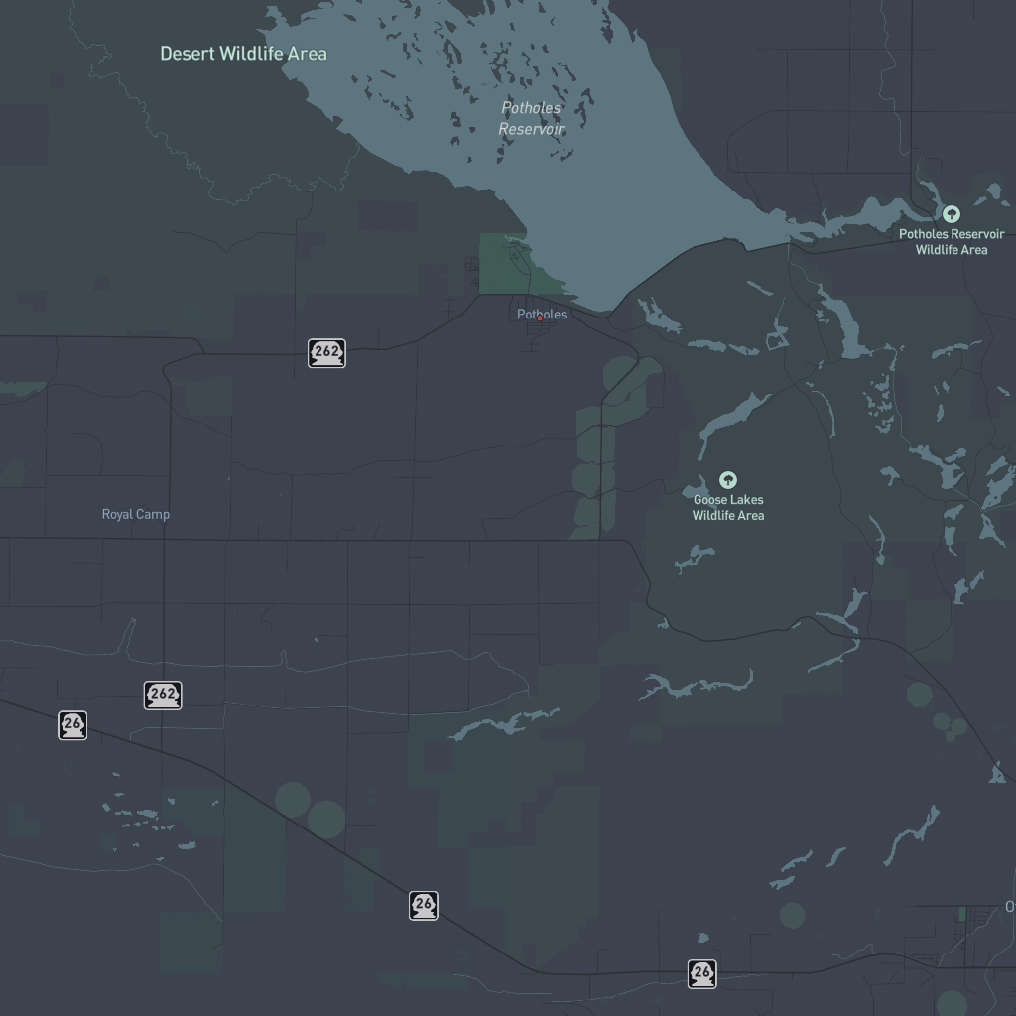 Desert Wildlife Area
Potholes
Reservoir
Potholes Reservoir
Wildlife Area
Potholes
262
Goose Lakes
Wildlife Area
Royal Camp
262
26
26
26